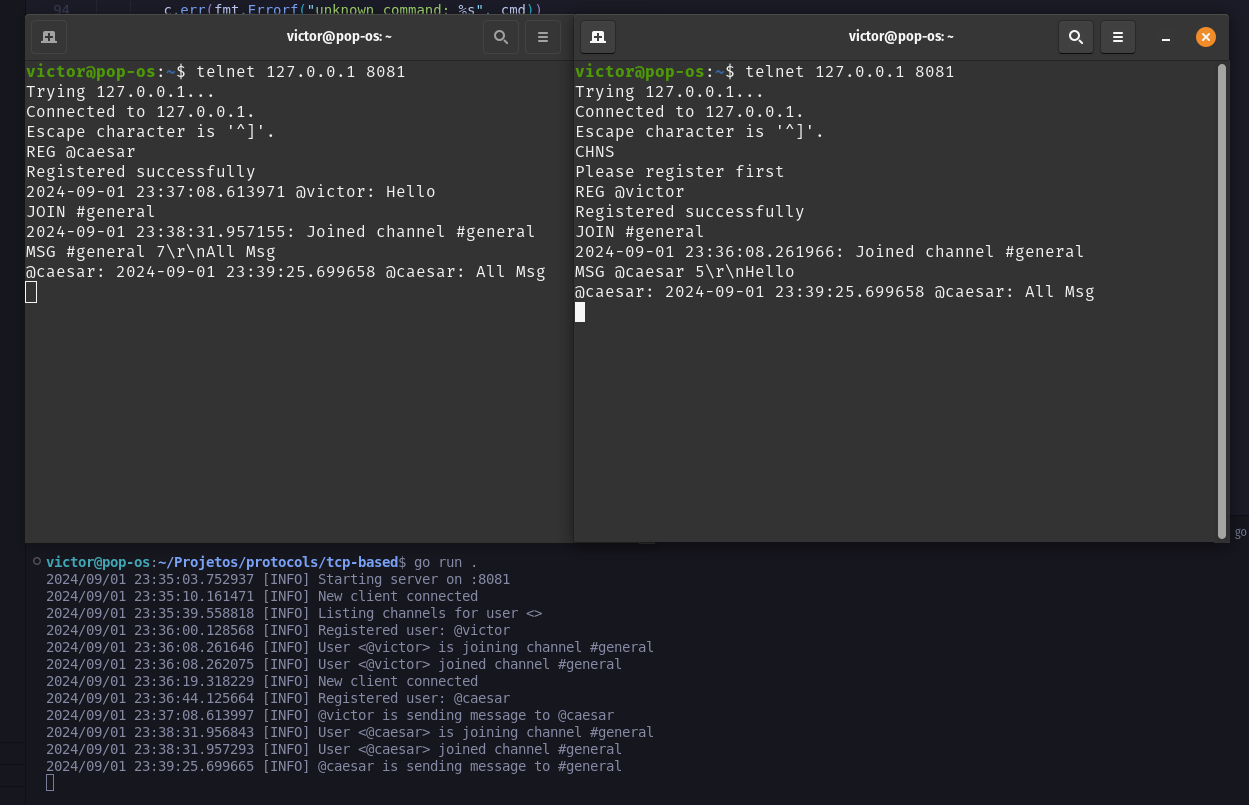 94 c.err(fmt.Errorf("unknown command: %s", cmd))
victor@pop-os: ~
victor@pop-os:~$ telnet 127.0.0.1 8081
Trying 127.0.0.1...
Connected to 127.0.0.1.
Escape character is '^]'.
REG @caesar
Registered successfully
2024-09-01 23:37:08.613971 @victor: Hello
JOIN #general
2024-09-01 23:38:31.957155: Joined channel #general
MSG #general 7\r\nAll Msg
@caesar: 2024-09-01 23:39:25.699658 @caesar: All Msg
victor@pop-os: ~
victor@pop-os:~$ telnet 127.0.0.1 8081
Trying 127.0.0.1...
Connected to 127.0.0.1.
Escape character is '^]'.
CHNS
Please register first
REG @victor
Registered successfully
JOIN #general
2024-09-01 23:36:08.261966: Joined channel #general
MSG @caesar 5\r\nHello
@caesar: 2024-09-01 23:39:25.699658 @caesar: All Msg
go
victor@pop-os:~/Projetos/protocols/tcp-based$ go run .
2024/09/01 23:35:03.752937 [INFO] Starting server on :8081
2024/09/01 23:35:10.161471 [INFO] New client connected
2024/09/01 23:35:39.558818 [INFO] Listing channels for user <>
2024/09/01 23:36:00.128568 [INFO] Registered user: @victor
2024/09/01 23:36:08.261646 [INFO] User <@victor> is joining channel #general
2024/09/01 23:36:08.262075 [INFO] User <@victor> joined channel #general
2024/09/01 23:36:19.318229 [INFO] New client connected
2024/09/01 23:36:44.125664 [INFO] Registered user: @caesar
2024/09/01 23:37:08.613997 [INFO] @victor is sending message to @caesar
2024/09/01 23:38:31.956843 [INFO] User <@caesar> is joining channel #general
2024/09/01 23:38:31.957293 [INFO] User <@caesar> joined channel #general
2024/09/01 23:39:25.699665 [INFO] @caesar is sending message to #general